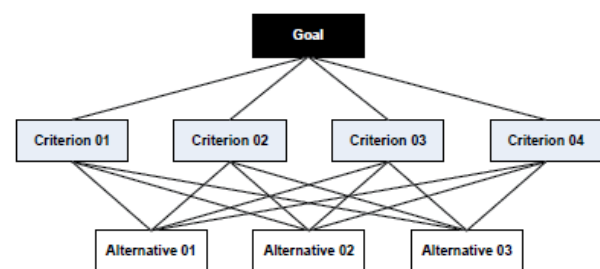 Goal
Criterion 01
Criterion 02
Criterion 03
Criterion 04
Alternative 01
Alternative 02
Alternative 03